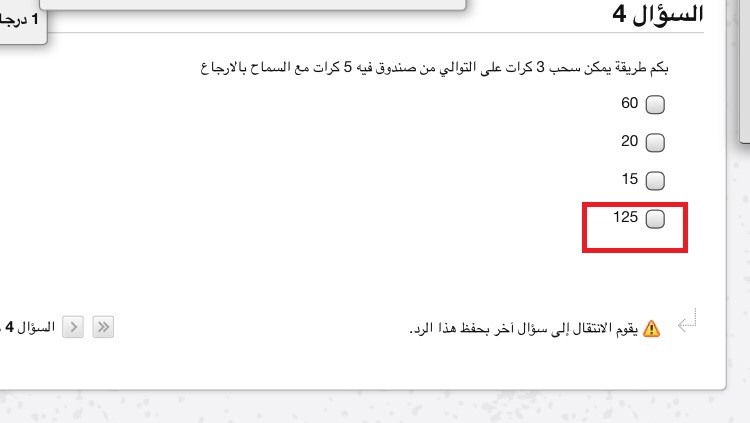 السؤال 4
1 درجا
بكم طريقة يمكن سحب 3 كرات على التوالي من صندوق فيه 5 كرات مع السماح بالارجاع
60
20
15
125
يقوم الانتقال إلى سؤال آخر بحفظ هذا الرد.
السؤال 4